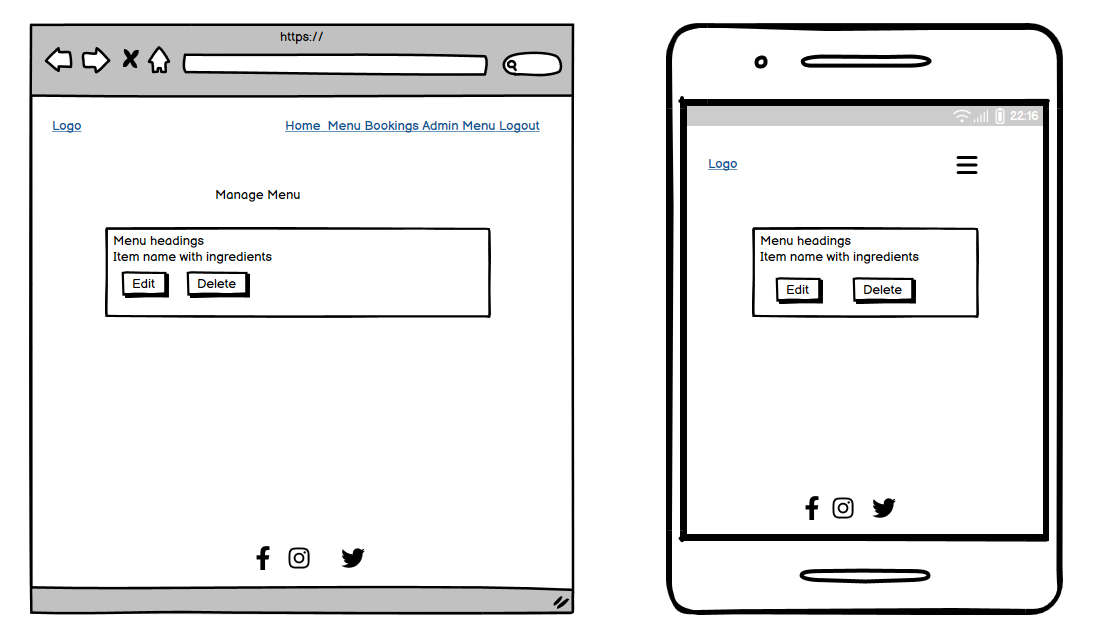 https://
Logo
Home  Menu Bookings Admin Menu Logout
Manage Menu
Menu headings
Item name with ingredients
Edit
Delete
22:16
Logo
Menu headings
Item name with ingredients
Edit
Delete